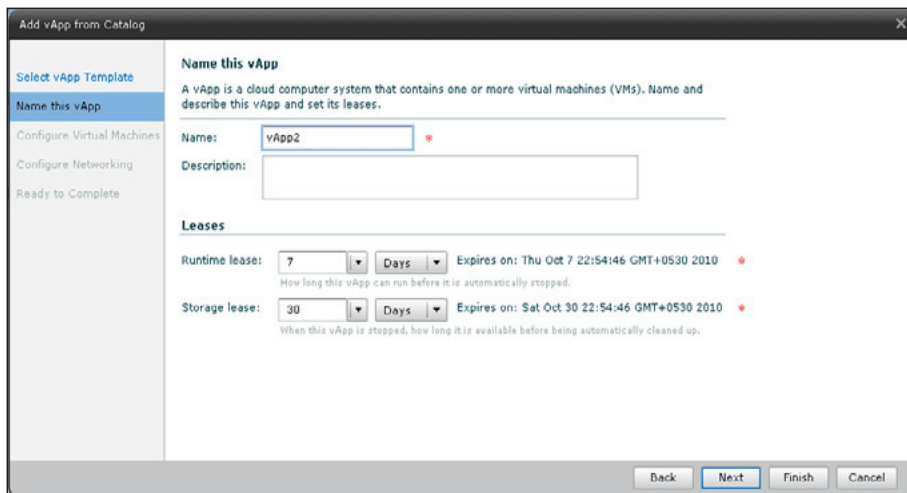 Add vApp from Catalog
Select vApp Template
Name this vApp
Configure Virtual Machines
Configure Networking
Ready to Complete
Name this vApp
A vApp is a cloud computer system that contains one or more virtual machines (VMs). Name and
describe this vApp and set its leases.
Name: vApp2 *
Description:
Leases
Runtime lease: 7 Days Expires on: Thu Oct 7 22:54:46 GMT+0530 2010 *
How long this vApp can run before it is automatically stopped.
Storage lease: 30 Days Expires on: Sat Oct 30 22:54:46 GMT+0530 2010 *
When this vApp is stopped, how long it is available before being automatically cleaned up.
Back Next Finish Cancel